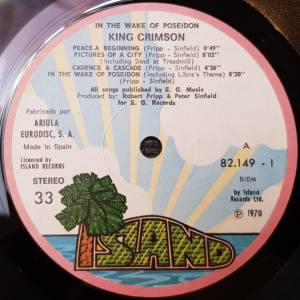 IN THE WAKE OF POSEIDON
KING CRIMSON
PEACE-A BEGINNING (Fripp - Sinfield) 0'49"
PICTURES OF A CITY (Fripp - Sinfield) 8'02"
(including 2nd at Treadmill)
CADENCE & CASCADE (Fripp - Sinfield) 4'36"
IN THE WAKE OF POSEIDON (Including Libra's Theme) 8'20"
(Fripp - Sinfield)
All songs published by E. G. Music
Produced by: Robert Fripp & Peter Sinfield
for E. G. Records
Fabricado por
ARIOLA
EURODISC, S. A.
Made in Spain
Licenced by
ISLAND RECORDS
STEREO
33
A
82.149 - I
BIEM
by Island
Records Ltd.
℗ 1970
ISLAND